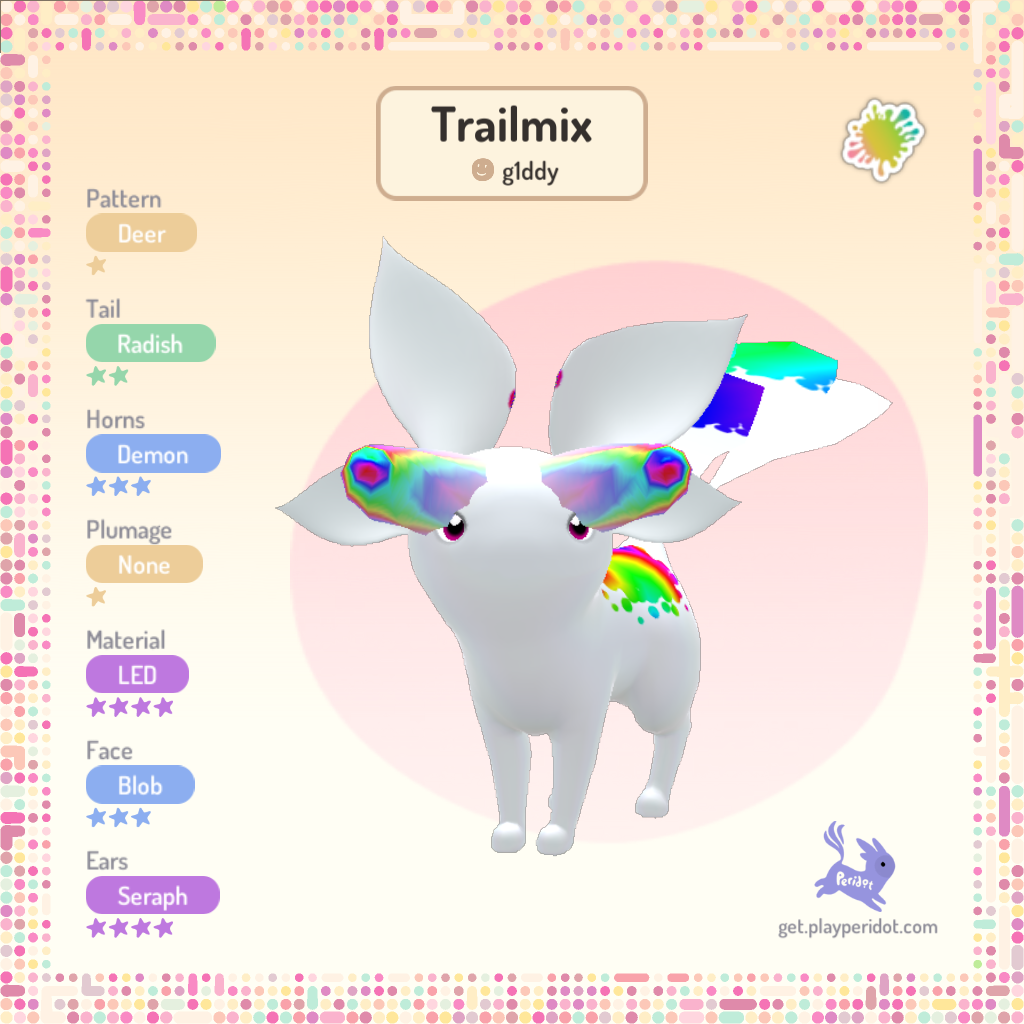 Trailmix
g1ddy
Pattern
Deer
Tail
Radish
Horns
Demon
Plumage
None
Material
LED
Face
Blob
Ears
Seraph
Peridot
get.playperidot.com